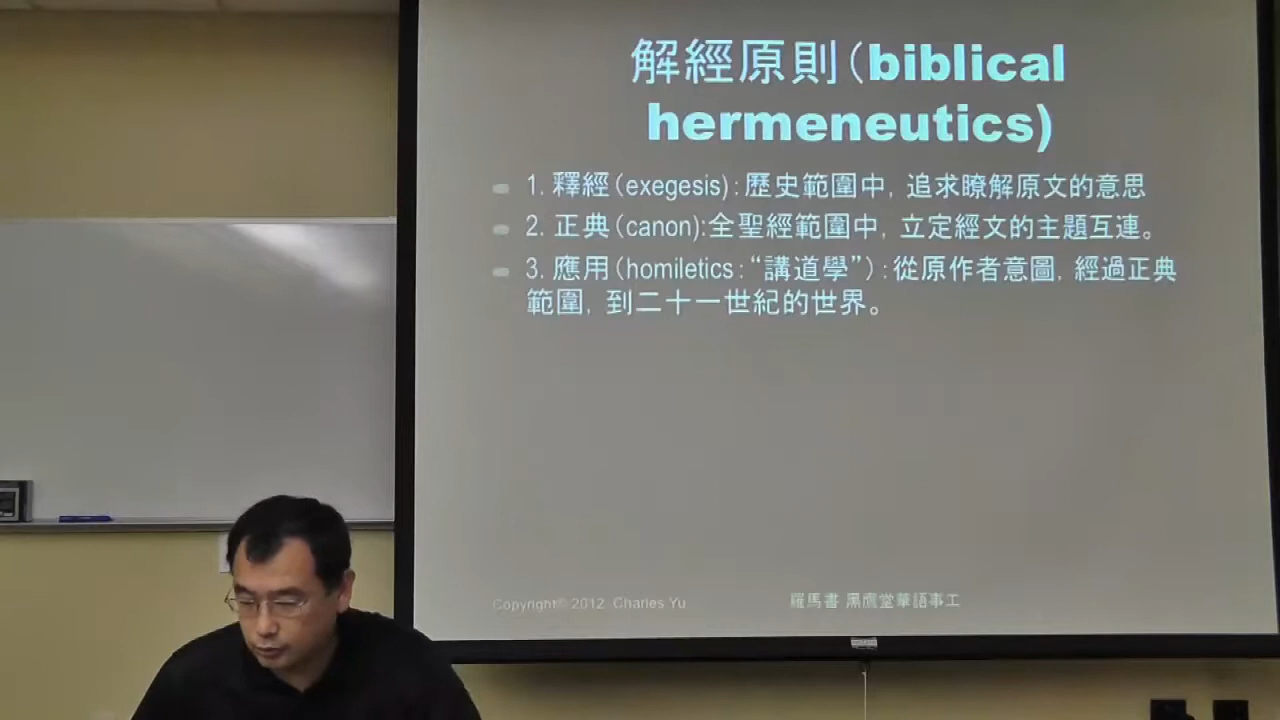 解經原則(biblical
hermeneutics)
1. 釋經(exegesis):歷史範圍中, 追求瞭解原文的意思
2. 正典(canon):全聖經範圍中, 立定經文的主題互連。
3. 應用(homiletics:“講道學”):從原作者意圖, 經過正典
範圍, 到二十一世紀的世界。
Copyright© 2012 Charles Yu
羅馬書 黑鷹堂華語事工